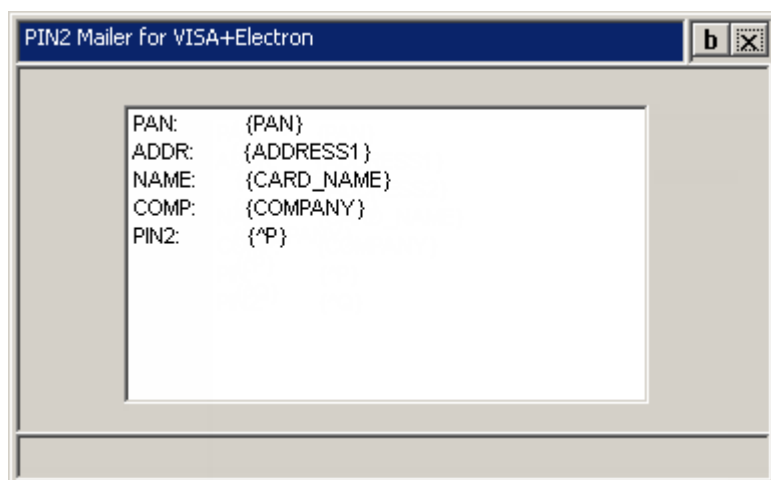 PIN2 Mailer for VISA+Electron b
PAN: {PAN}
ADDR: {ADDRESS1}
NAME: {CARD_NAME}
COMP: {COMPANY}
PIN2: {^P}